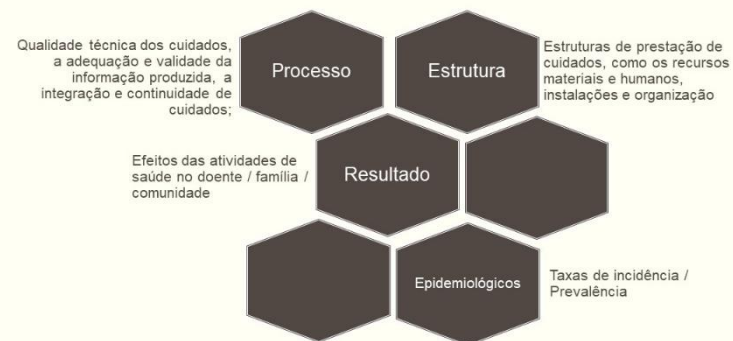 Qualidade técnica dos cuidados,
a adequação e validade da
informação produzida, a
integração e continuidade de
cuidados;
Processo
Estrutura
Estruturas de prestação de
cuidados, como os recursos
materiais e humanos,
instalações e organização
Efeitos das atividades de
saúde no doente / família /
comunidade
Resultado
Epidemiológicos
Taxas de incidência /
Prevalência